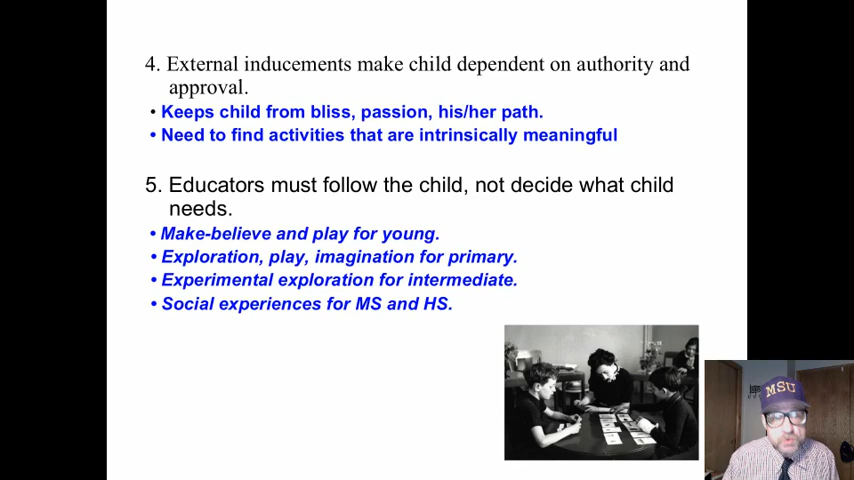 4. External inducements make child dependent on authority and
approval.
• Keeps child from bliss, passion, his/her path.
• Need to find activities that are intrinsically meaningful
5. Educators must follow the child, not decide what child
needs.
• Make-believe and play for young.
• Exploration, play, imagination for primary.
• Experimental exploration for intermediate.
• Social experiences for MS and HS.
MSU